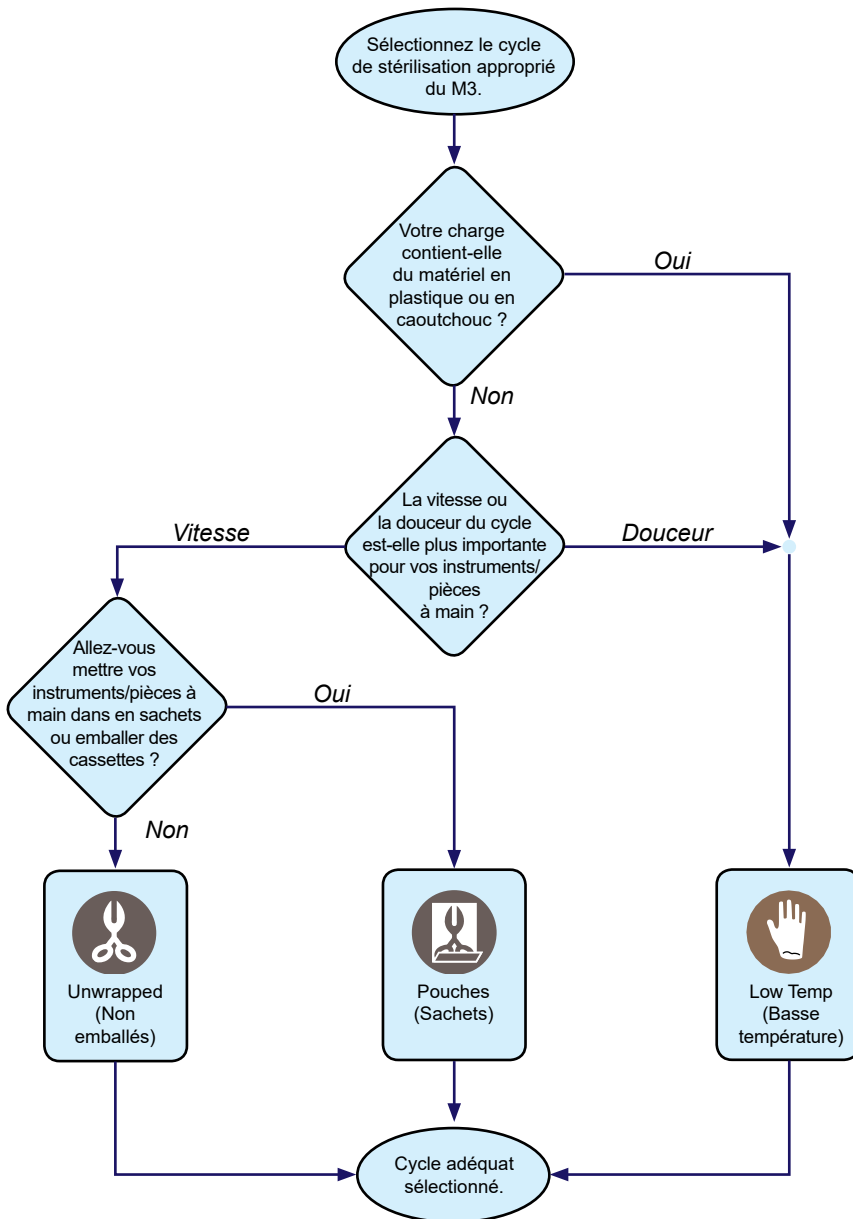 Sélectionnez le cycle
de stérilisation approprié
du M3.
Votre charge
contient-elle
du matériel en
plastique ou en
caoutchouc ?
Oui
Non
La vitesse ou
la douceur du cycle
est-elle plus importante
pour vos instruments/
pièces
à main ?
Vitesse
Douceur
Allez-vous
mettre vos
instruments/pièces à
main dans en sachets
ou emballer des
cassettes ?
Oui
Non
Unwrapped
(Non
emballés)
Pouches
(Sachets)
Low Temp
(Basse
température)
Cycle adéquat
sélectionné.